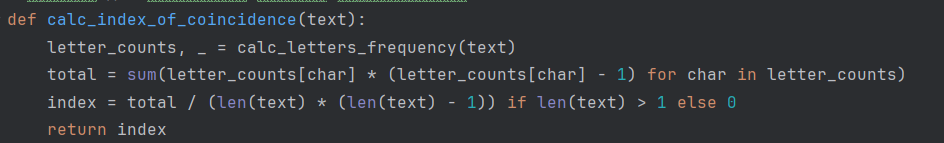 def calc_index_of_coincidence(text):
    letter_counts, _ = calc_letters_frequency(text)
    total = sum(letter_counts[char] * (letter_counts[char] - 1) for char in letter_counts)
    index = total / (len(text) * (len(text) - 1)) if len(text) > 1 else 0
    return index